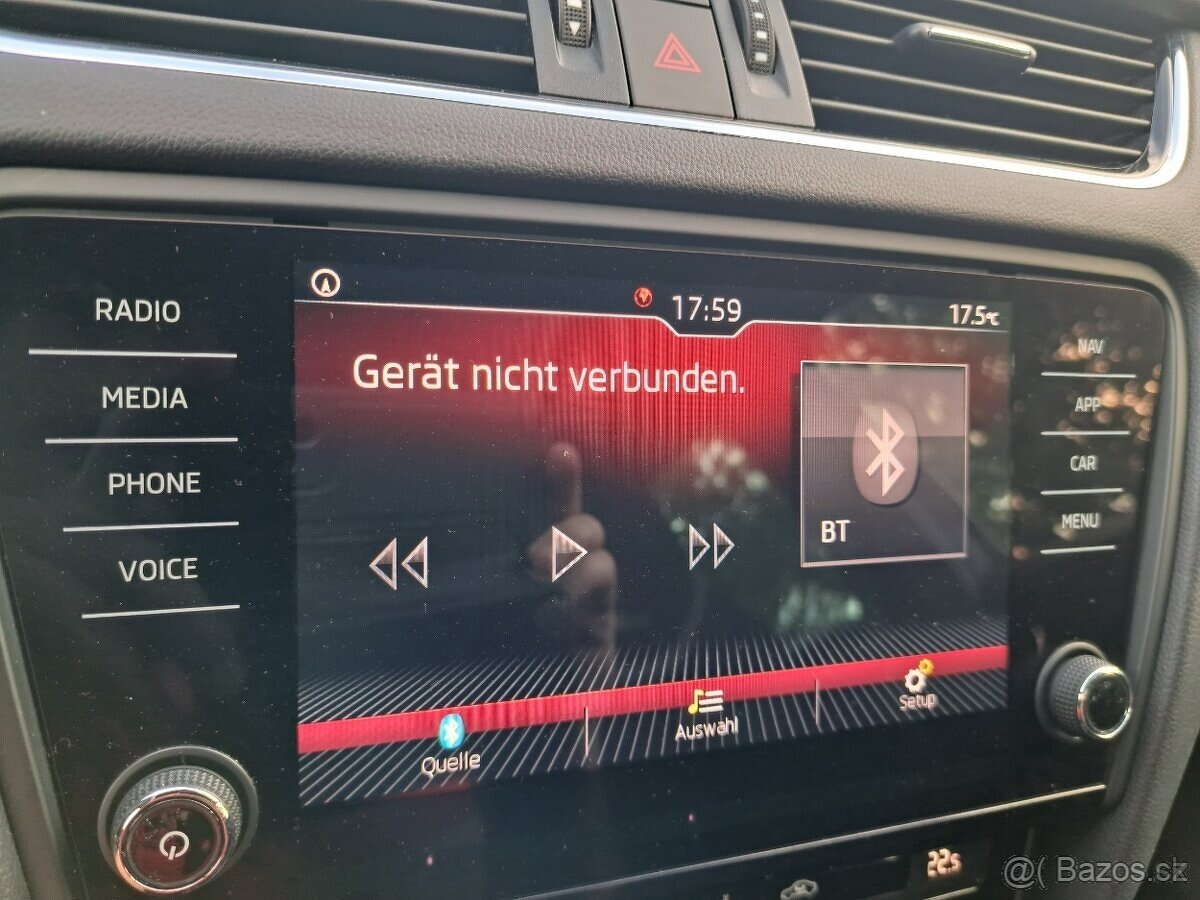 17:59
17.5°C
RADIO
MEDIA
PHONE
VOICE
Gerät nicht verbunden.
BT
NAV
APP
CAR
MENU
Quelle
Auswahl
Setup
22.5
@( Bazos.cz